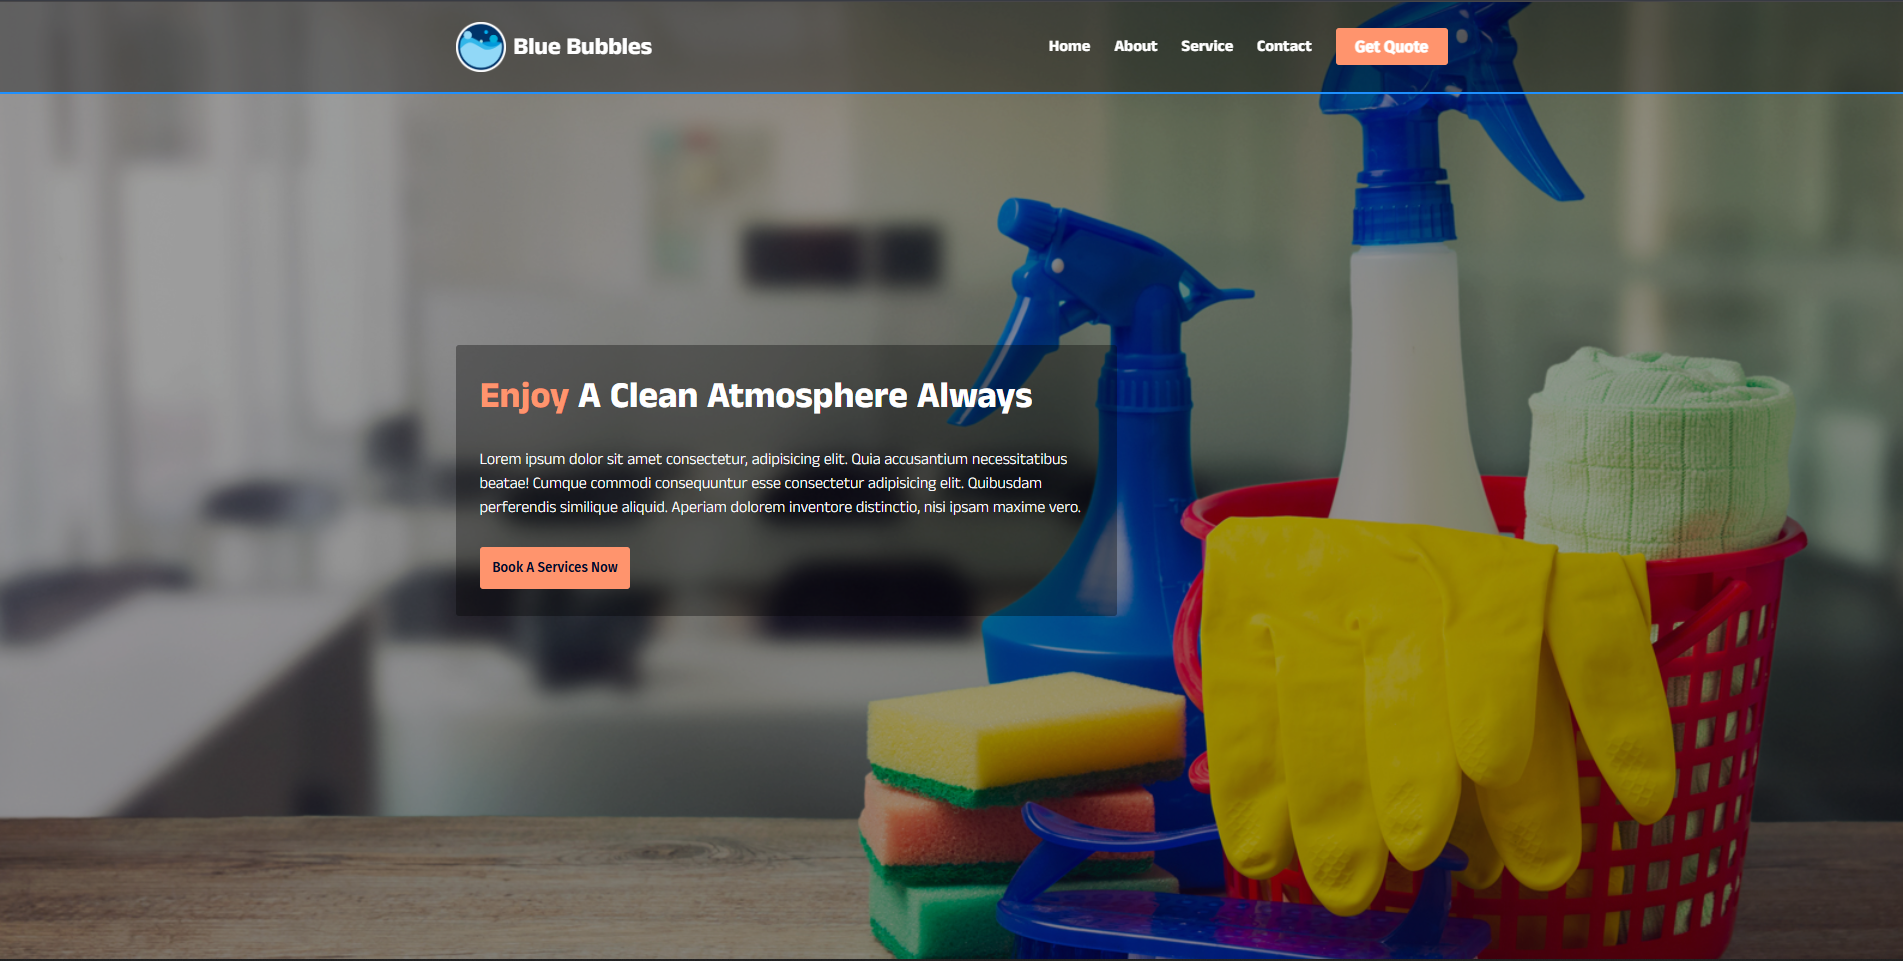 Blue Bubbles
Home About Service Contact Get Quote
Enjoy A Clean Atmosphere Always
Lorem ipsum dolor sit amet consectetur, adipisicing elit. Quia accusantium necessitatibus
beatae! Cumque commodi consequuntur esse consectetur adipisicing elit. Quibusdam
perferendis similique aliquid. Aperiam dolorem inventore distinctio, nisi ipsam maxime vero.
Book A Services Now